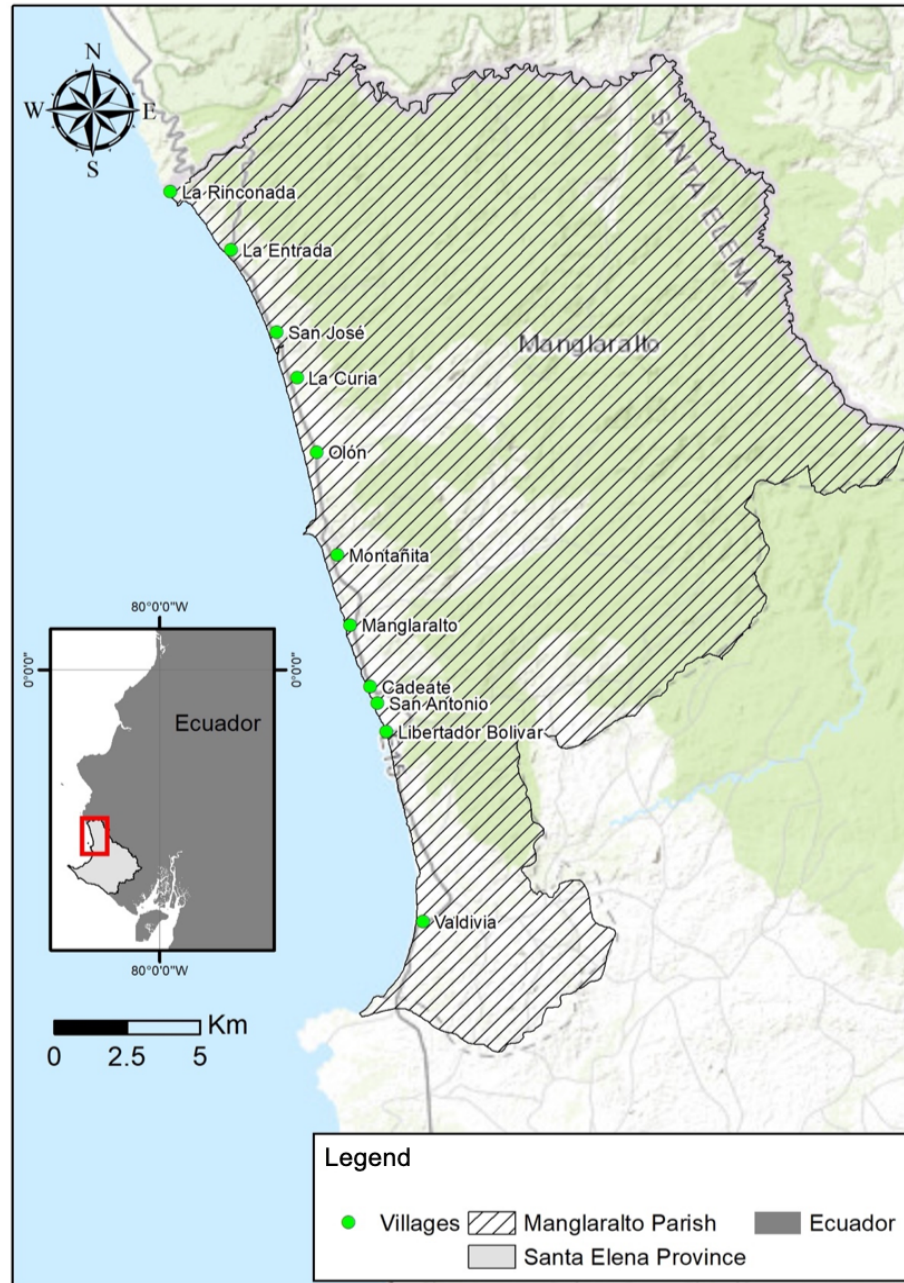 N
W E
S
La Rinconada
SANTA ELENA
La Entrada
San José
Manglaralto
La Curia
Olón
Montañita
Manglaralto
Cadeate
San Antonio
Libertador Bolivar
E15
Valdivia
80°0'0"W
0°0'0"
0°0'0"
Ecuador
80°0'0"W
Km
0 2.5 5
Legend
Villages
Manglaralto Parish
Ecuador
Santa Elena Province